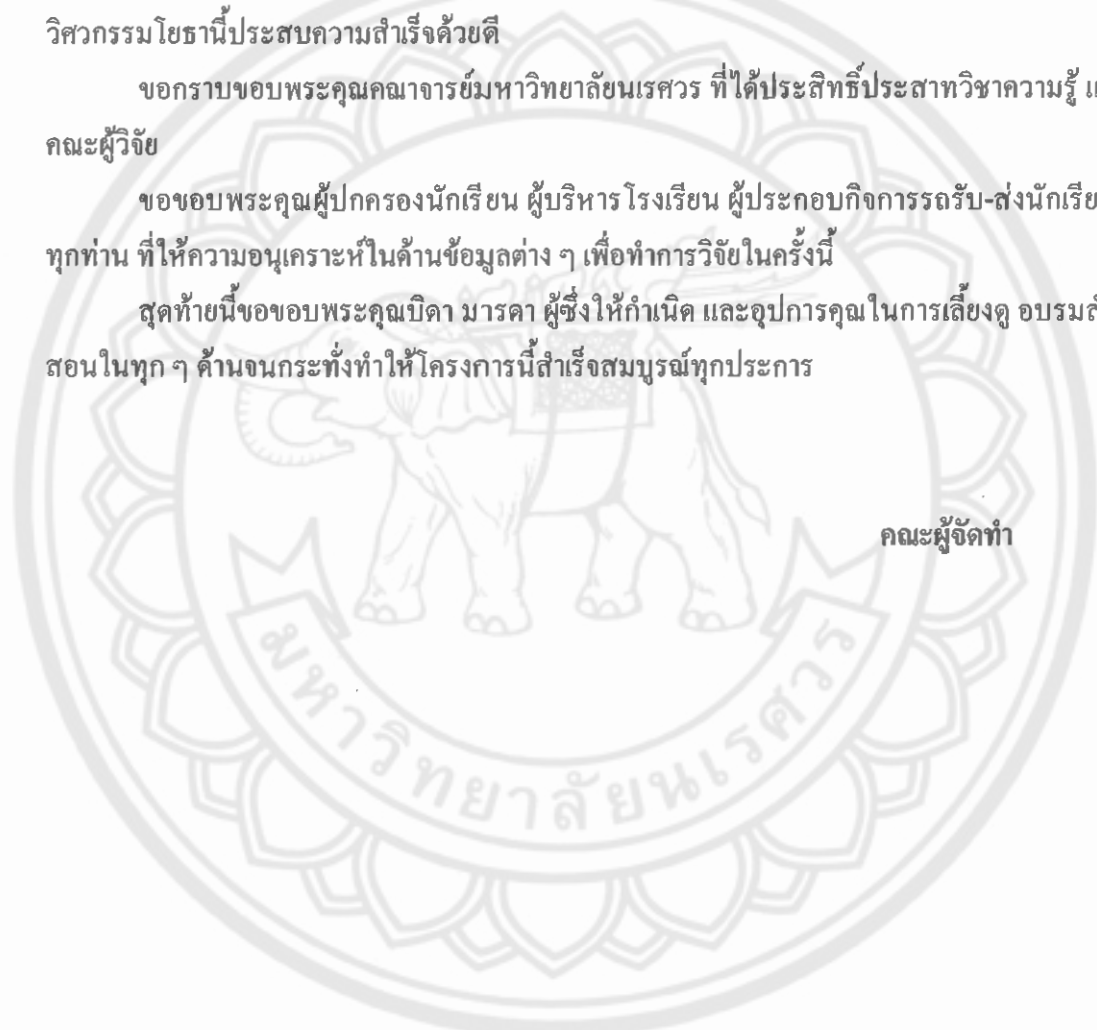 วิศวกรรมโยธานี้ประสบความสำเร็จด้วยดี
ขอกราบขอบพระคุณคณาจารย์มหาวิทยาลัยนเรศวร ที่ได้ประสิทธิ์ประสาทวิชาความรู้
คณะผู้วิจัย
ขอขอบพระคุณผู้ปกครองนักเรียน ผู้บริหารโรงเรียน ผู้ประกอบกิจการรถรับ-ส่งนักเรีย
ทุกท่าน ที่ให้ความอนุเคราะห์ในด้านข้อมูลต่าง ๆ เพื่อทำการวิจัยในครั้งนี้
สุดท้ายนี้ขอขอบพระคุณบิดา มารดา ผู้ซึ่งให้กำเนิด และอุปการคุณในการเลี้ยงดู อบรมสั
สอนในทุก ๆ ด้านจนกระทั่งทำให้โครงการนี้สำเร็จสมบูรณ์ทุกประการ
คณะผู้จัดทำ
มหาวิทยาลัยนเรศวร